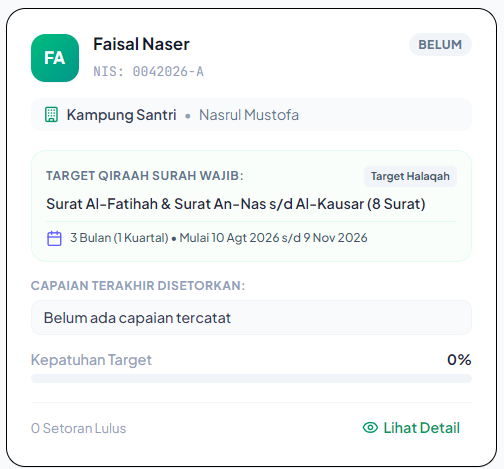 FA
Faisal Naser
BELUM
NIS: 0042026-A
Kampung Santri • Nasrul Mustofa
TARGET QIRAAH SURAH WAJIB:
Target Halaqah
Surat Al-Fatihah & Surat An-Nas s/d Al-Kausar (8 Surat)
3 Bulan (1 Kuartal) • Mulai 10 Agt 2026 s/d 9 Nov 2026
CAPAIAN TERAKHIR DISETORKAN:
Belum ada capaian tercatat
Kepatuhan Target
0%
0 Setoran Lulus
Lihat Detail